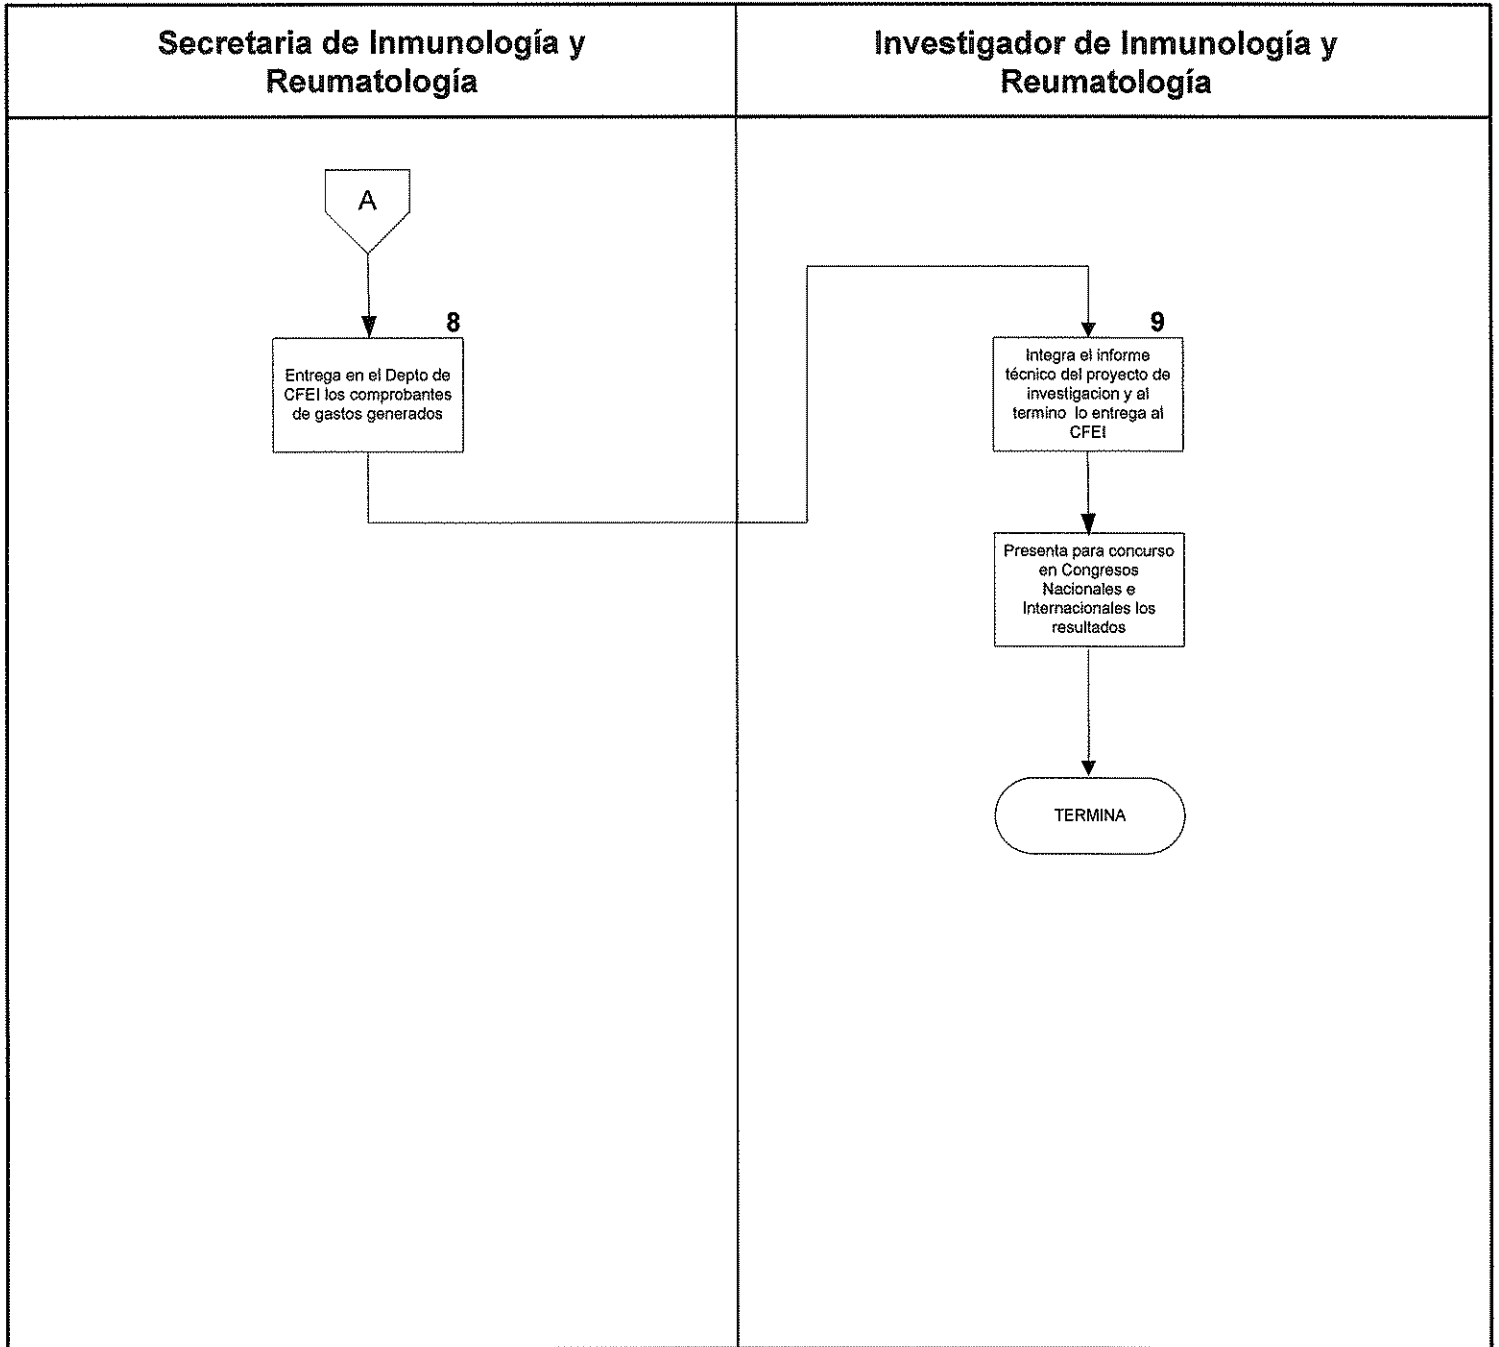 Secretaria de Inmunología y
Reumatología
Investigador de Inmunología y
Reumatología
A
8
Entrega en el Depto de
CFEI los comprobantes
de gastos generados
9
Integra el informe
técnico del proyecto de
investigacion y al
termino lo entrega al
CFEI
Presenta para concurso
en Congresos
Nacionales e
Internacionales los
resultados
TERMINA